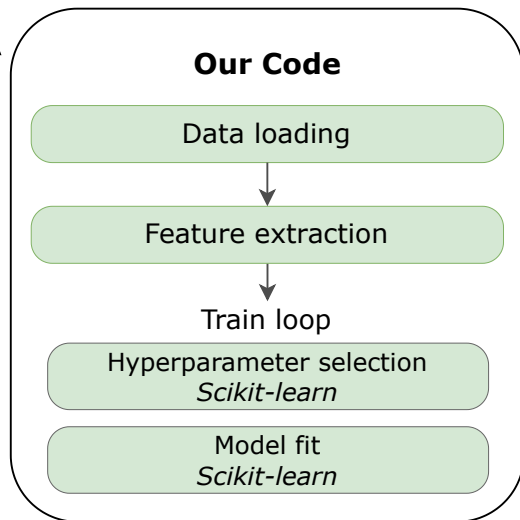 Our Code
Data loading
Feature extraction
Train loop
Hyperparameter selection
Scikit-learn
Model fit
Scikit-learn